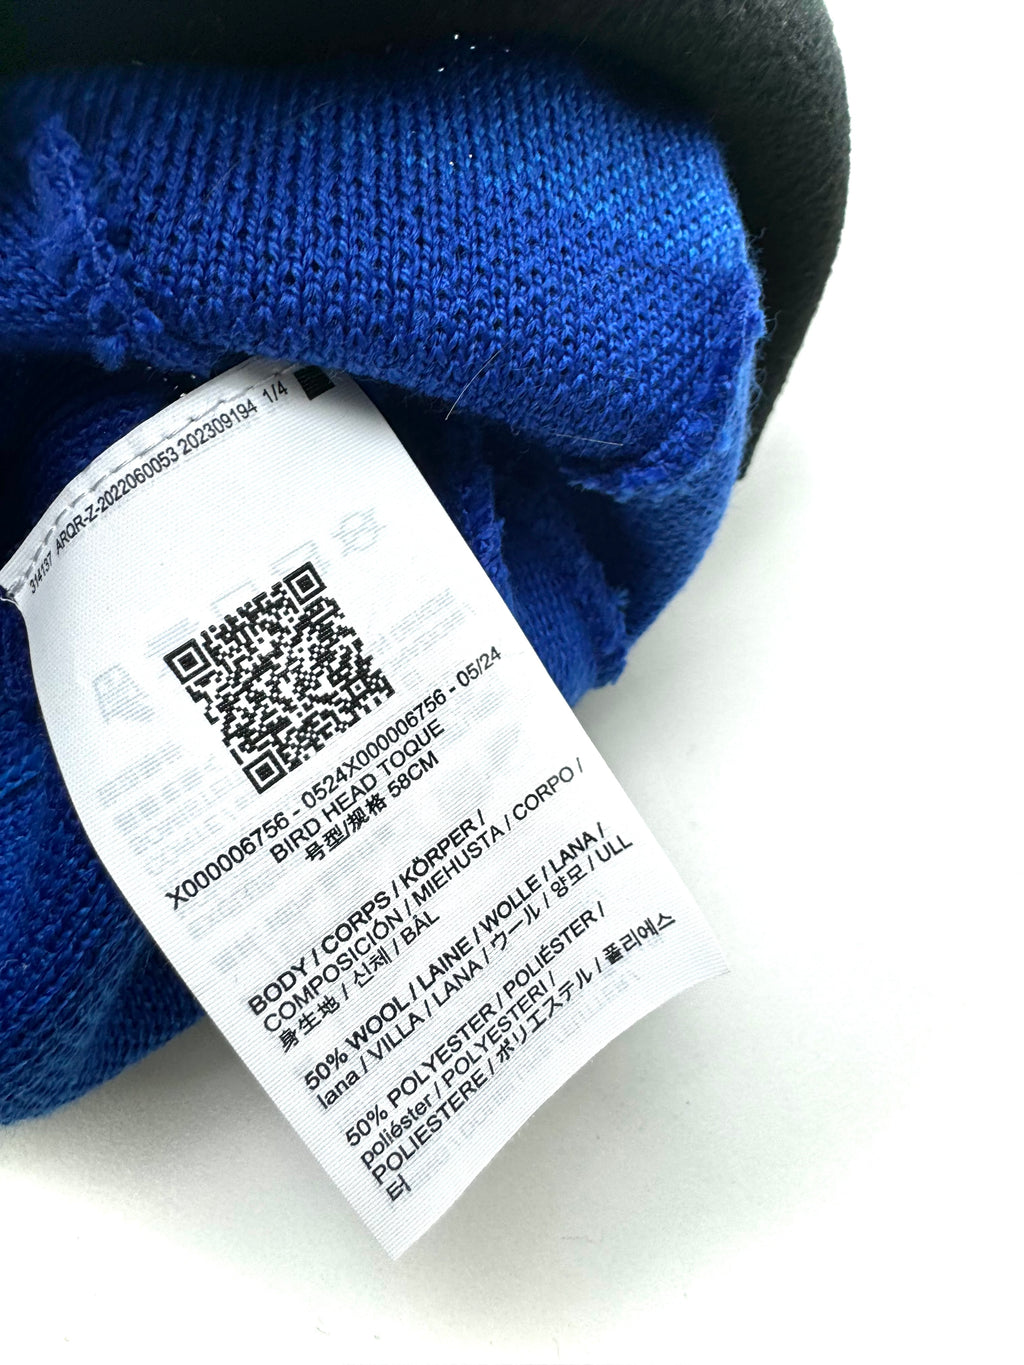 314137 ARQR-Z-2022060053 202309194 1/4
X000006756 - 0524X000006756 - 05/24
BIRD HEAD TOQUE
号型/规格 58CM
BODY / CORPS / KÖRPER /
COMPOSICIÓN / MIEHUSTA / CORPO /
身生地 / 신체 / BÁL
50% WOOL / LAINE / WOLLE / LANA /
lana / VILLA / LANA / ウール / 양모 / ULL
50% POLYESTER / POLIÉSTER /
poliéster / POLYESTERI /
POLIESTERE / ポリエステル / 폴리에스
터